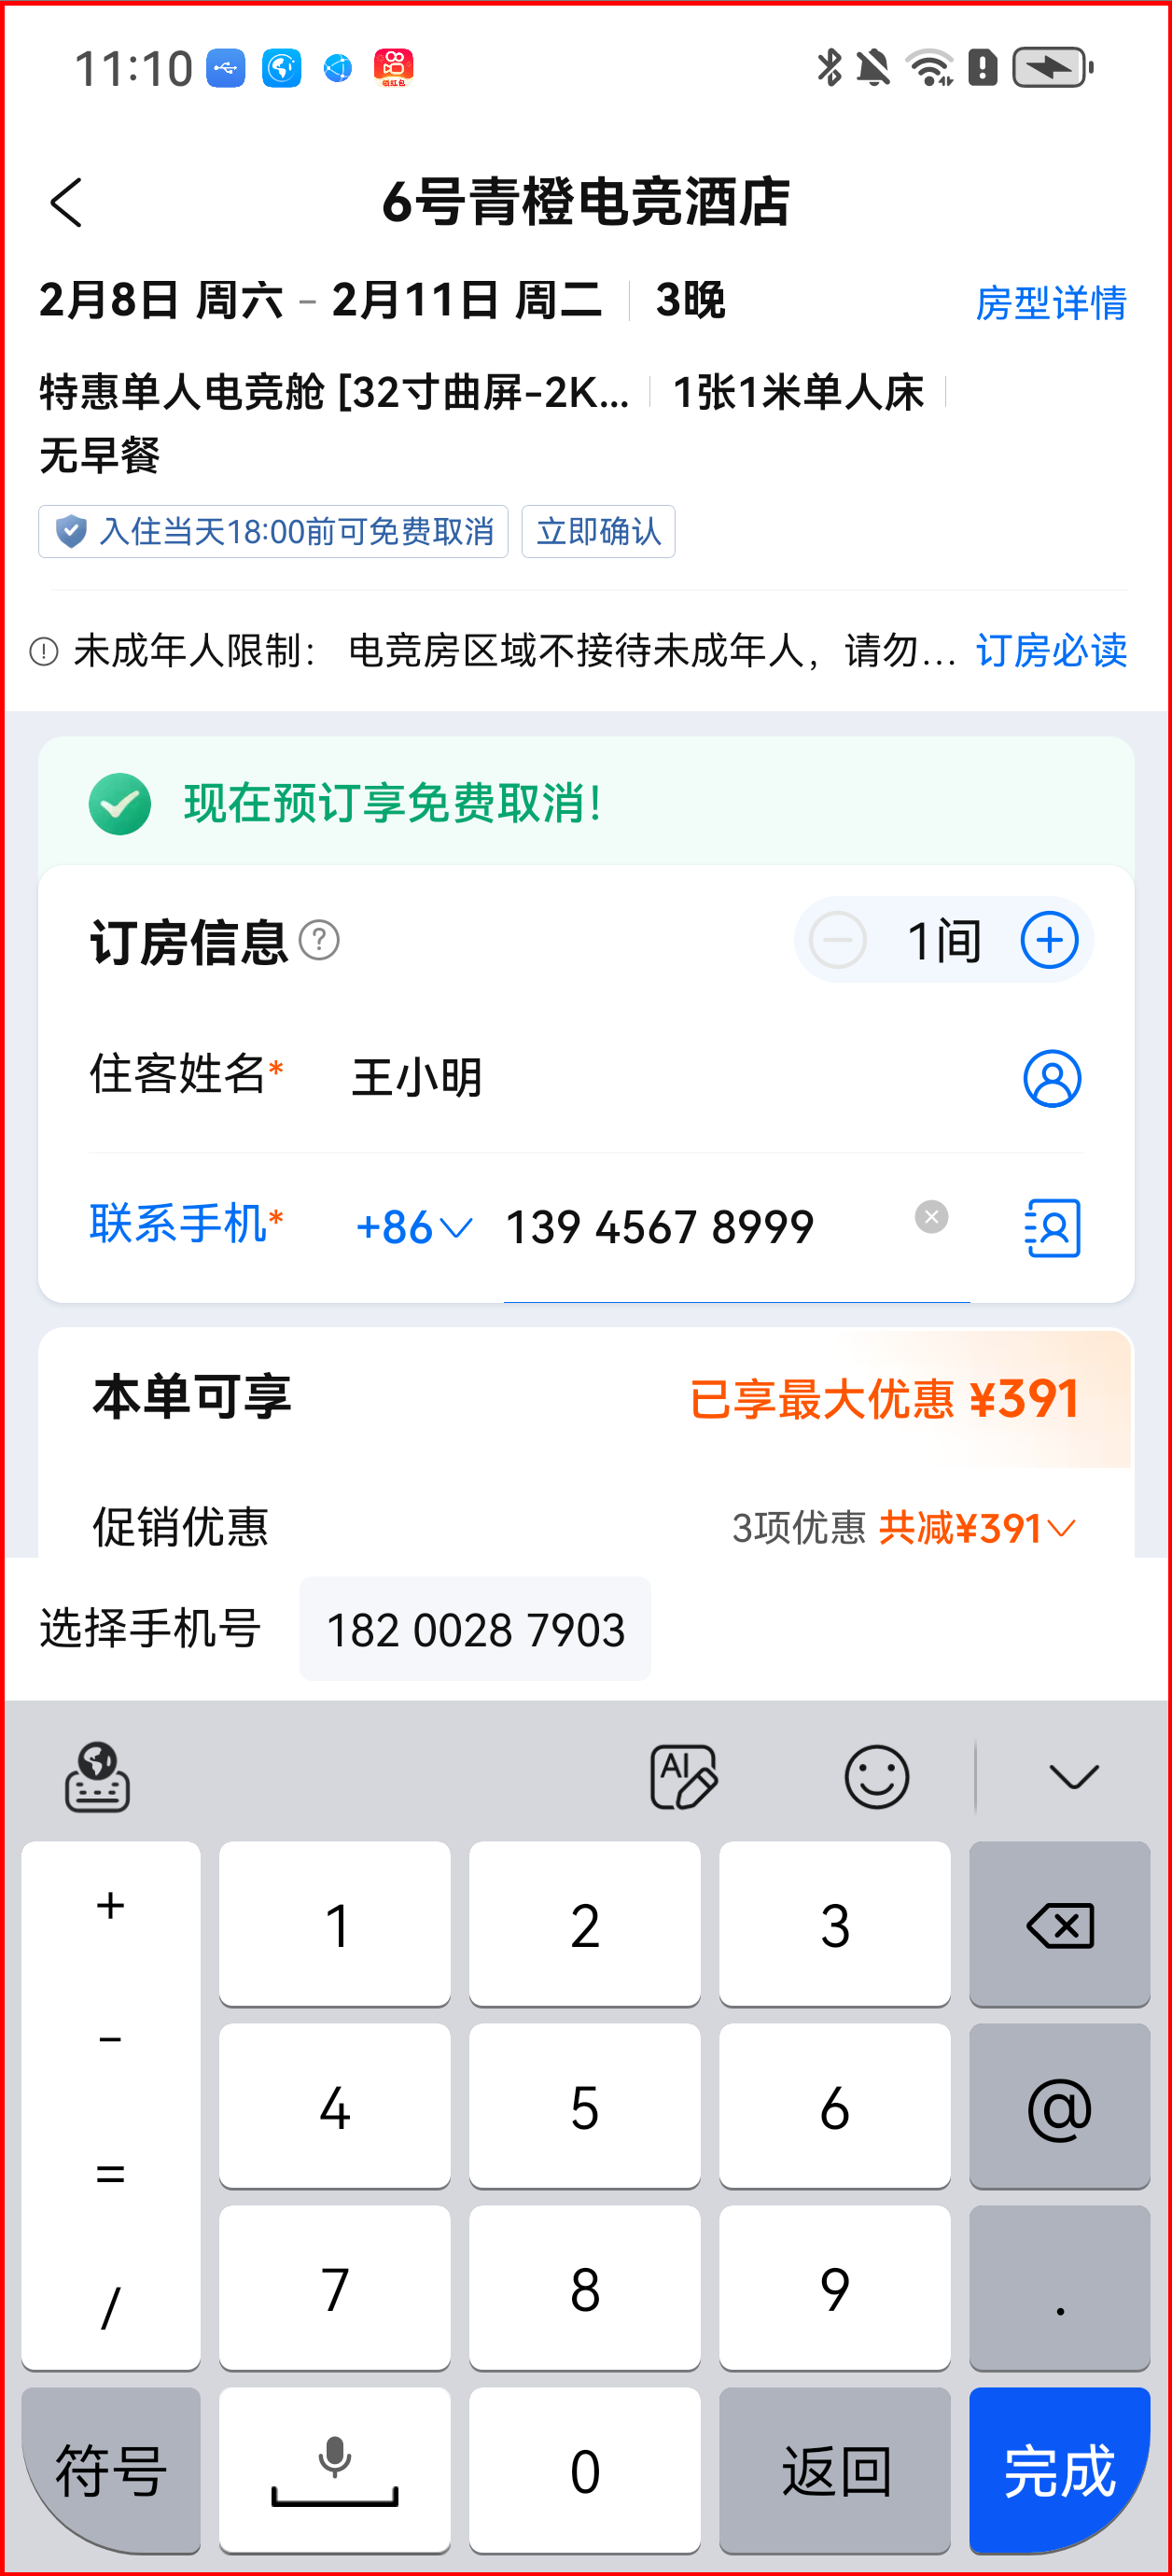 11:10
领红包
6号青橙电竞酒店
2月8日 周六 - 2月11日 周二 3晚 房型详情
特惠单人电竞舱 [32寸曲屏-2K... 1张1米单人床
无早餐
入住当天18:00前可免费取消 立即确认
未成年人限制： 电竞房区域不接待未成年人，请勿... 订房必读
现在预订享免费取消！
订房信息 ? 1间
住客姓名* 王小明
联系手机* +86 139 4567 8999
本单可享 已享最大优惠 ¥391
促销优惠 3项优惠 共减¥391
选择手机号 182 0028 7903
AI
+ 1 2 3
- 4 5 6 @
= 7 8 9 .
/
符号 0 返回 完成